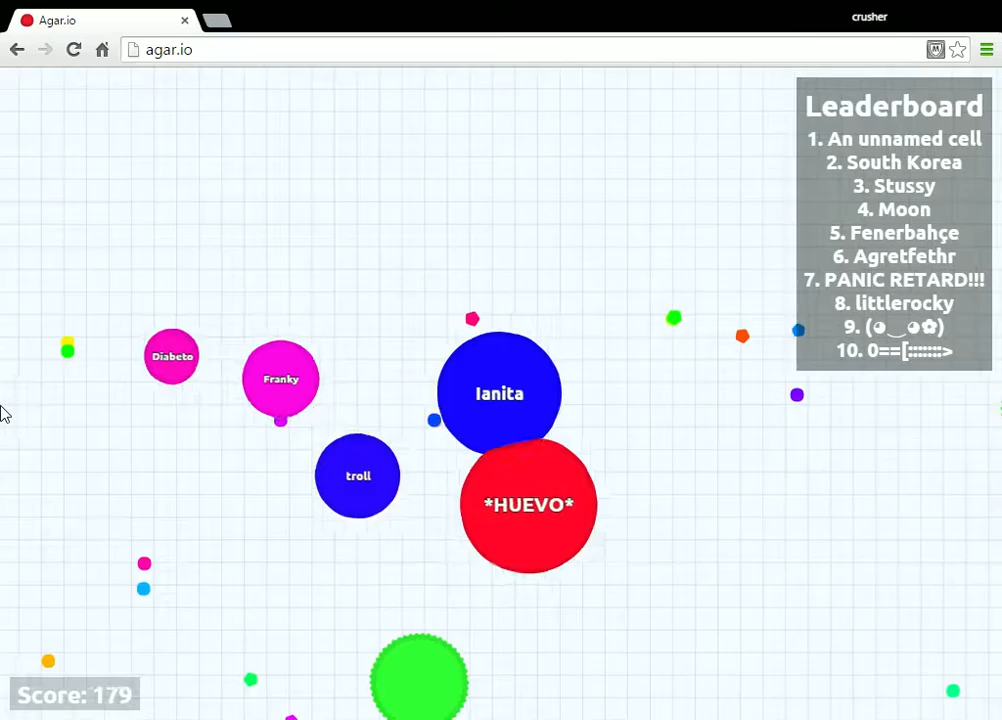 Agar.io
crusher
agar.io
Leaderboard
1. An unnamed cell
2. South Korea
3. Stussy
4. Moon
5. Fenerbahçe
6. Agretfethr
7. PANIC RETARD!!!
8. littlerocky
9. (◕‿◕✿)
10. 0==[:::::::>
Diabeto
Franky
Ianita
troll
*HUEVO*
Score: 179